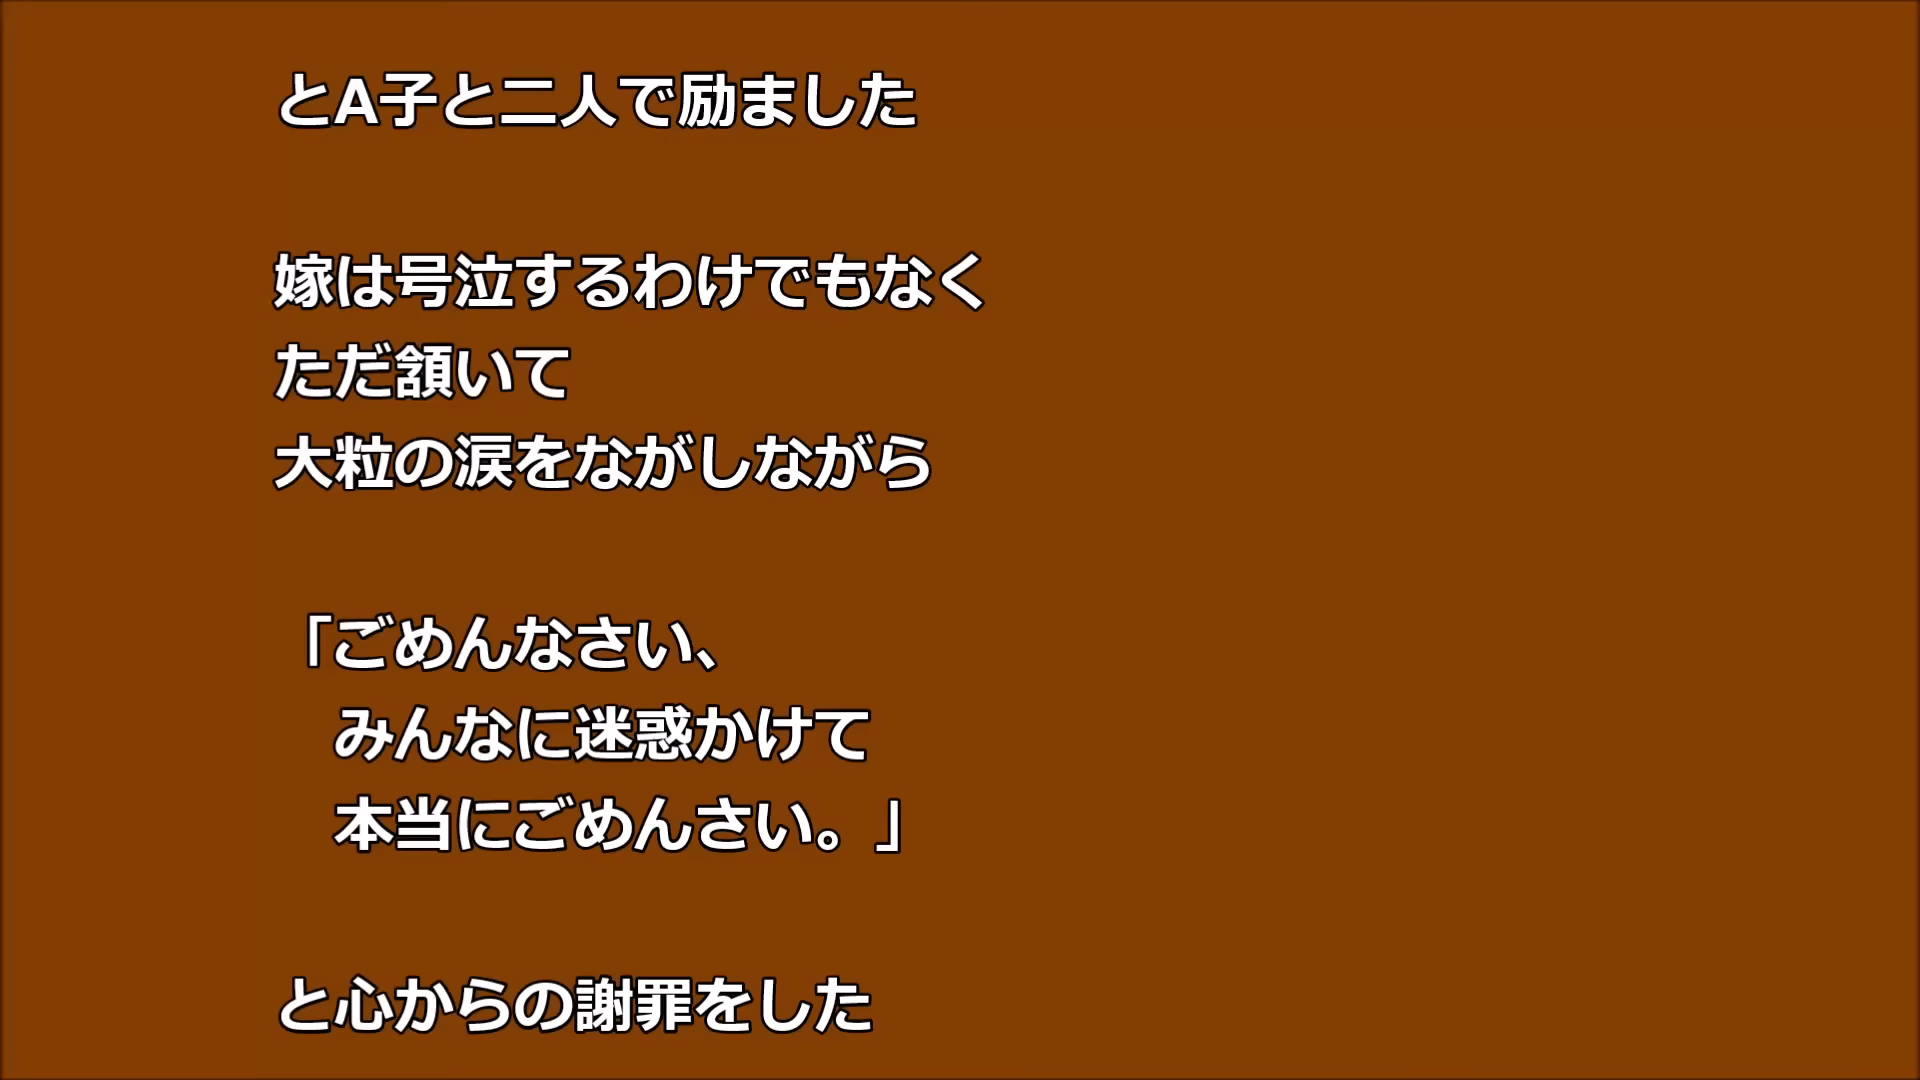 とA子と二人で励ました
嫁は号泣するわけでもなく
ただ頷いて
大粒の涙をながしながら
「ごめんなさい、
みんなに迷惑かけて
本当にごめんさい。」
と心からの謝罪をした